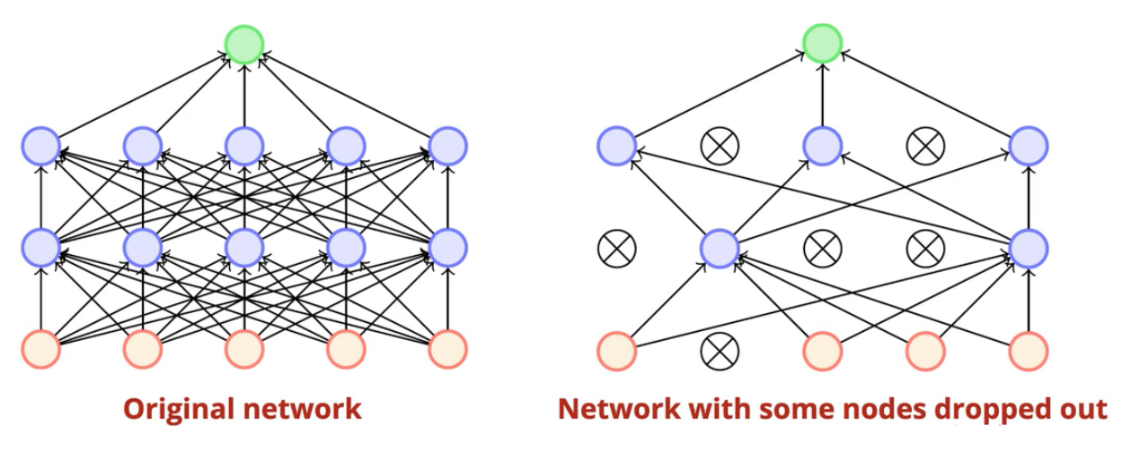 Original network
Network with some nodes dropped out